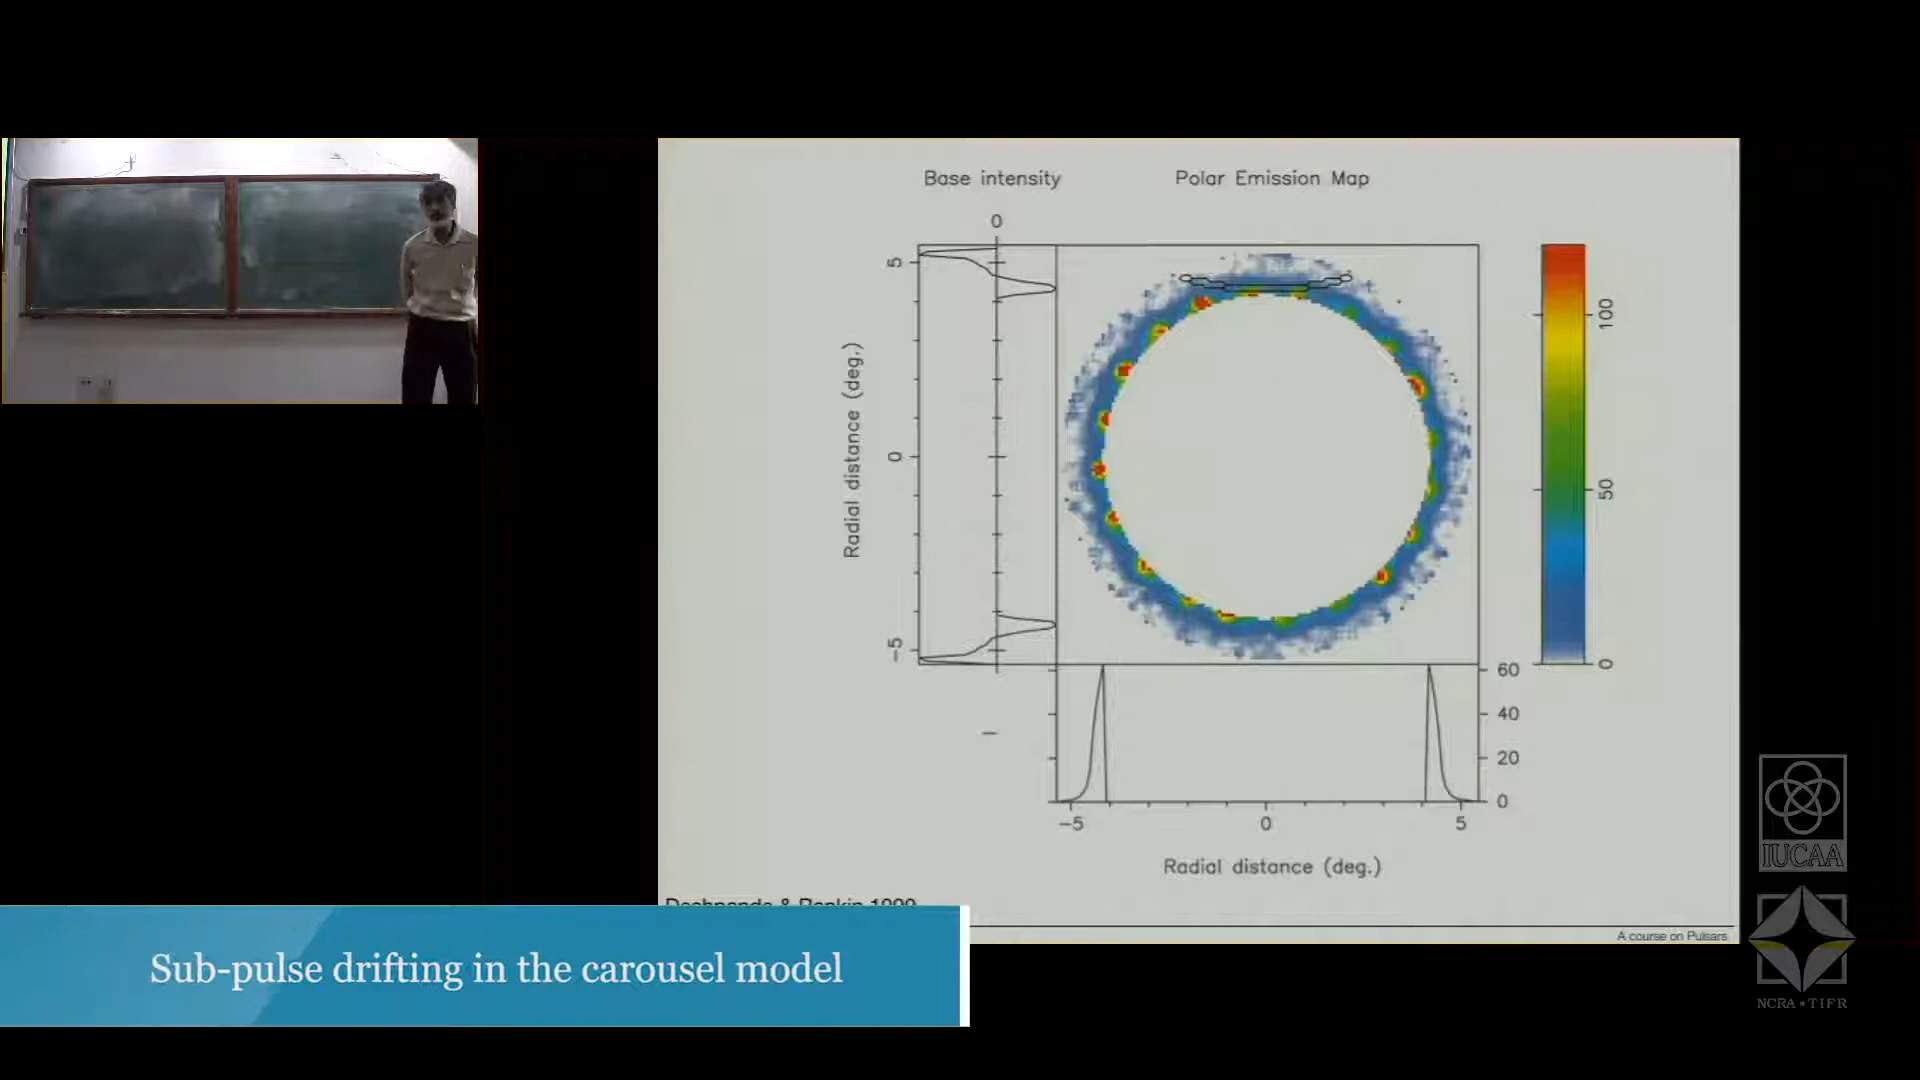 Base intensity
Polar Emission Map
0
5
0
-5
Radial distance (deg.)
100
50
0
60
40
20
0
-5
0
5
Radial distance (deg.)
A course on Pulsars
Sub-pulse drifting in the carousel model
IUCAA
NCRA • TIFR